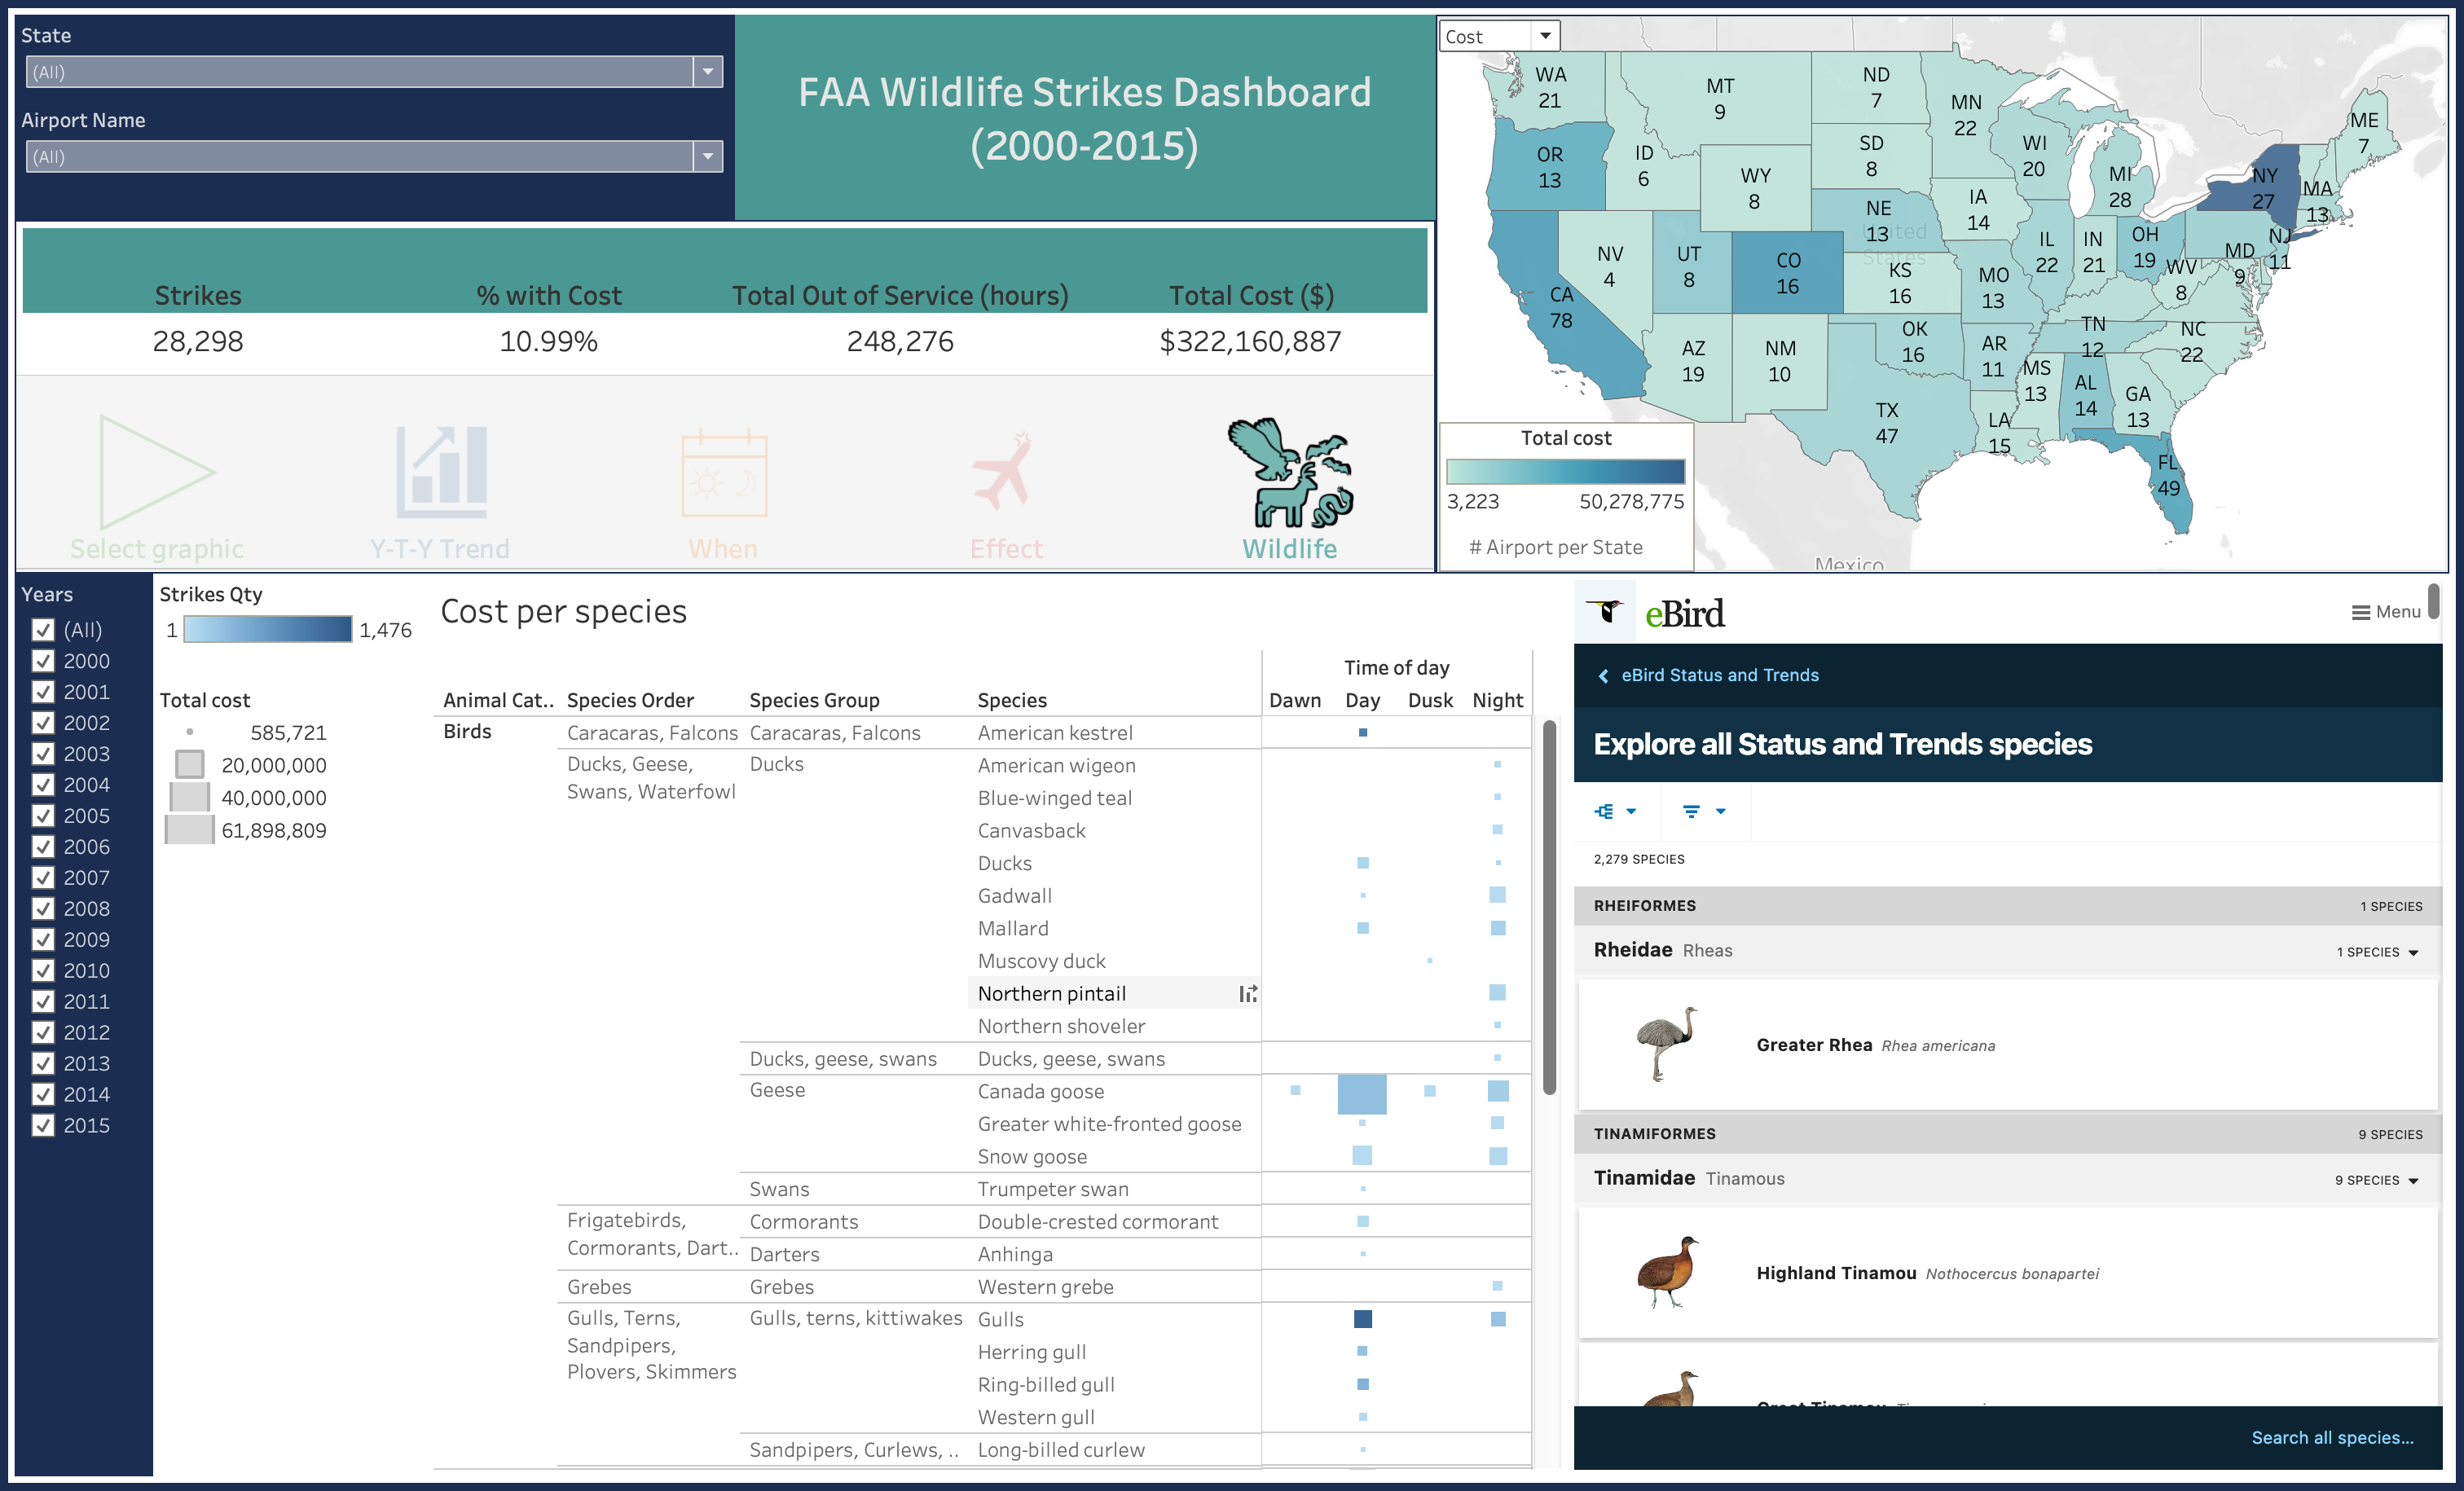 State
(All)
Airport Name
(All)
FAA Wildlife Strikes Dashboard
(2000-2015)
Strikes
% with Cost
Total Out of Service (hours)
Total Cost ($)
28,298
10.99%
248,276
$322,160,887
Select graphic
Y-T-Y Trend
When
Effect
Wildlife
Cost
WA
21
MT
9
ND
7
MN
22
ME
7
OR
13
ID
6
WY
8
SD
8
WI
20
MI
28
NY
27
MA
13
NE
13
IA
14
United
States
NV
4
UT
8
CO
16
KS
16
IL
22
IN
21
OH
19
WV
8
MD
9
NJ
11
CA
78
MO
13
AZ
19
NM
10
OK
16
AR
11
TN
12
NC
22
MS
13
AL
14
GA
13
TX
47
LA
15
FL
49
Mexico
Total cost
3,223
50,278,775
# Airport per State
Years
(All)
2000
2001
2002
2003
2004
2005
2006
2007
2008
2009
2010
2011
2012
2013
2014
2015
Strikes Qty
1
1,476
Total cost
585,721
20,000,000
40,000,000
61,898,809
Cost per species
Time of day
Animal Cat.. Species Order Species Group Species Dawn Day Dusk Night
Birds
Caracaras, Falcons Caracaras, Falcons American kestrel
Ducks, Geese,
Swans, Waterfowl
Ducks
American wigeon
Blue-winged teal
Canvasback
Ducks
Gadwall
Mallard
Muscovy duck
Northern pintail
Northern shoveler
Ducks, geese, swans Ducks, geese, swans
Geese Canada goose
Greater white-fronted goose
Snow goose
Swans Trumpeter swan
Frigatebirds,
Cormorants, Dart..
Cormorants Double-crested cormorant
Darters Anhinga
Grebes Grebes Western grebe
Gulls, Terns,
Sandpipers,
Plovers, Skimmers
Gulls, terns, kittiwakes Gulls
Herring gull
Ring-billed gull
Western gull
Sandpipers, Curlews, .. Long-billed curlew
eBird
Menu
eBird Status and Trends
Explore all Status and Trends species
2,279 SPECIES
RHEIFORMES 1 SPECIES
Rheidae Rheas 1 SPECIES
Greater Rhea Rhea americana
TINAMIFORMES 9 SPECIES
Tinamidae Tinamous 9 SPECIES
Highland Tinamou Nothocercus bonapartei
Great Tinamou
Search all species...